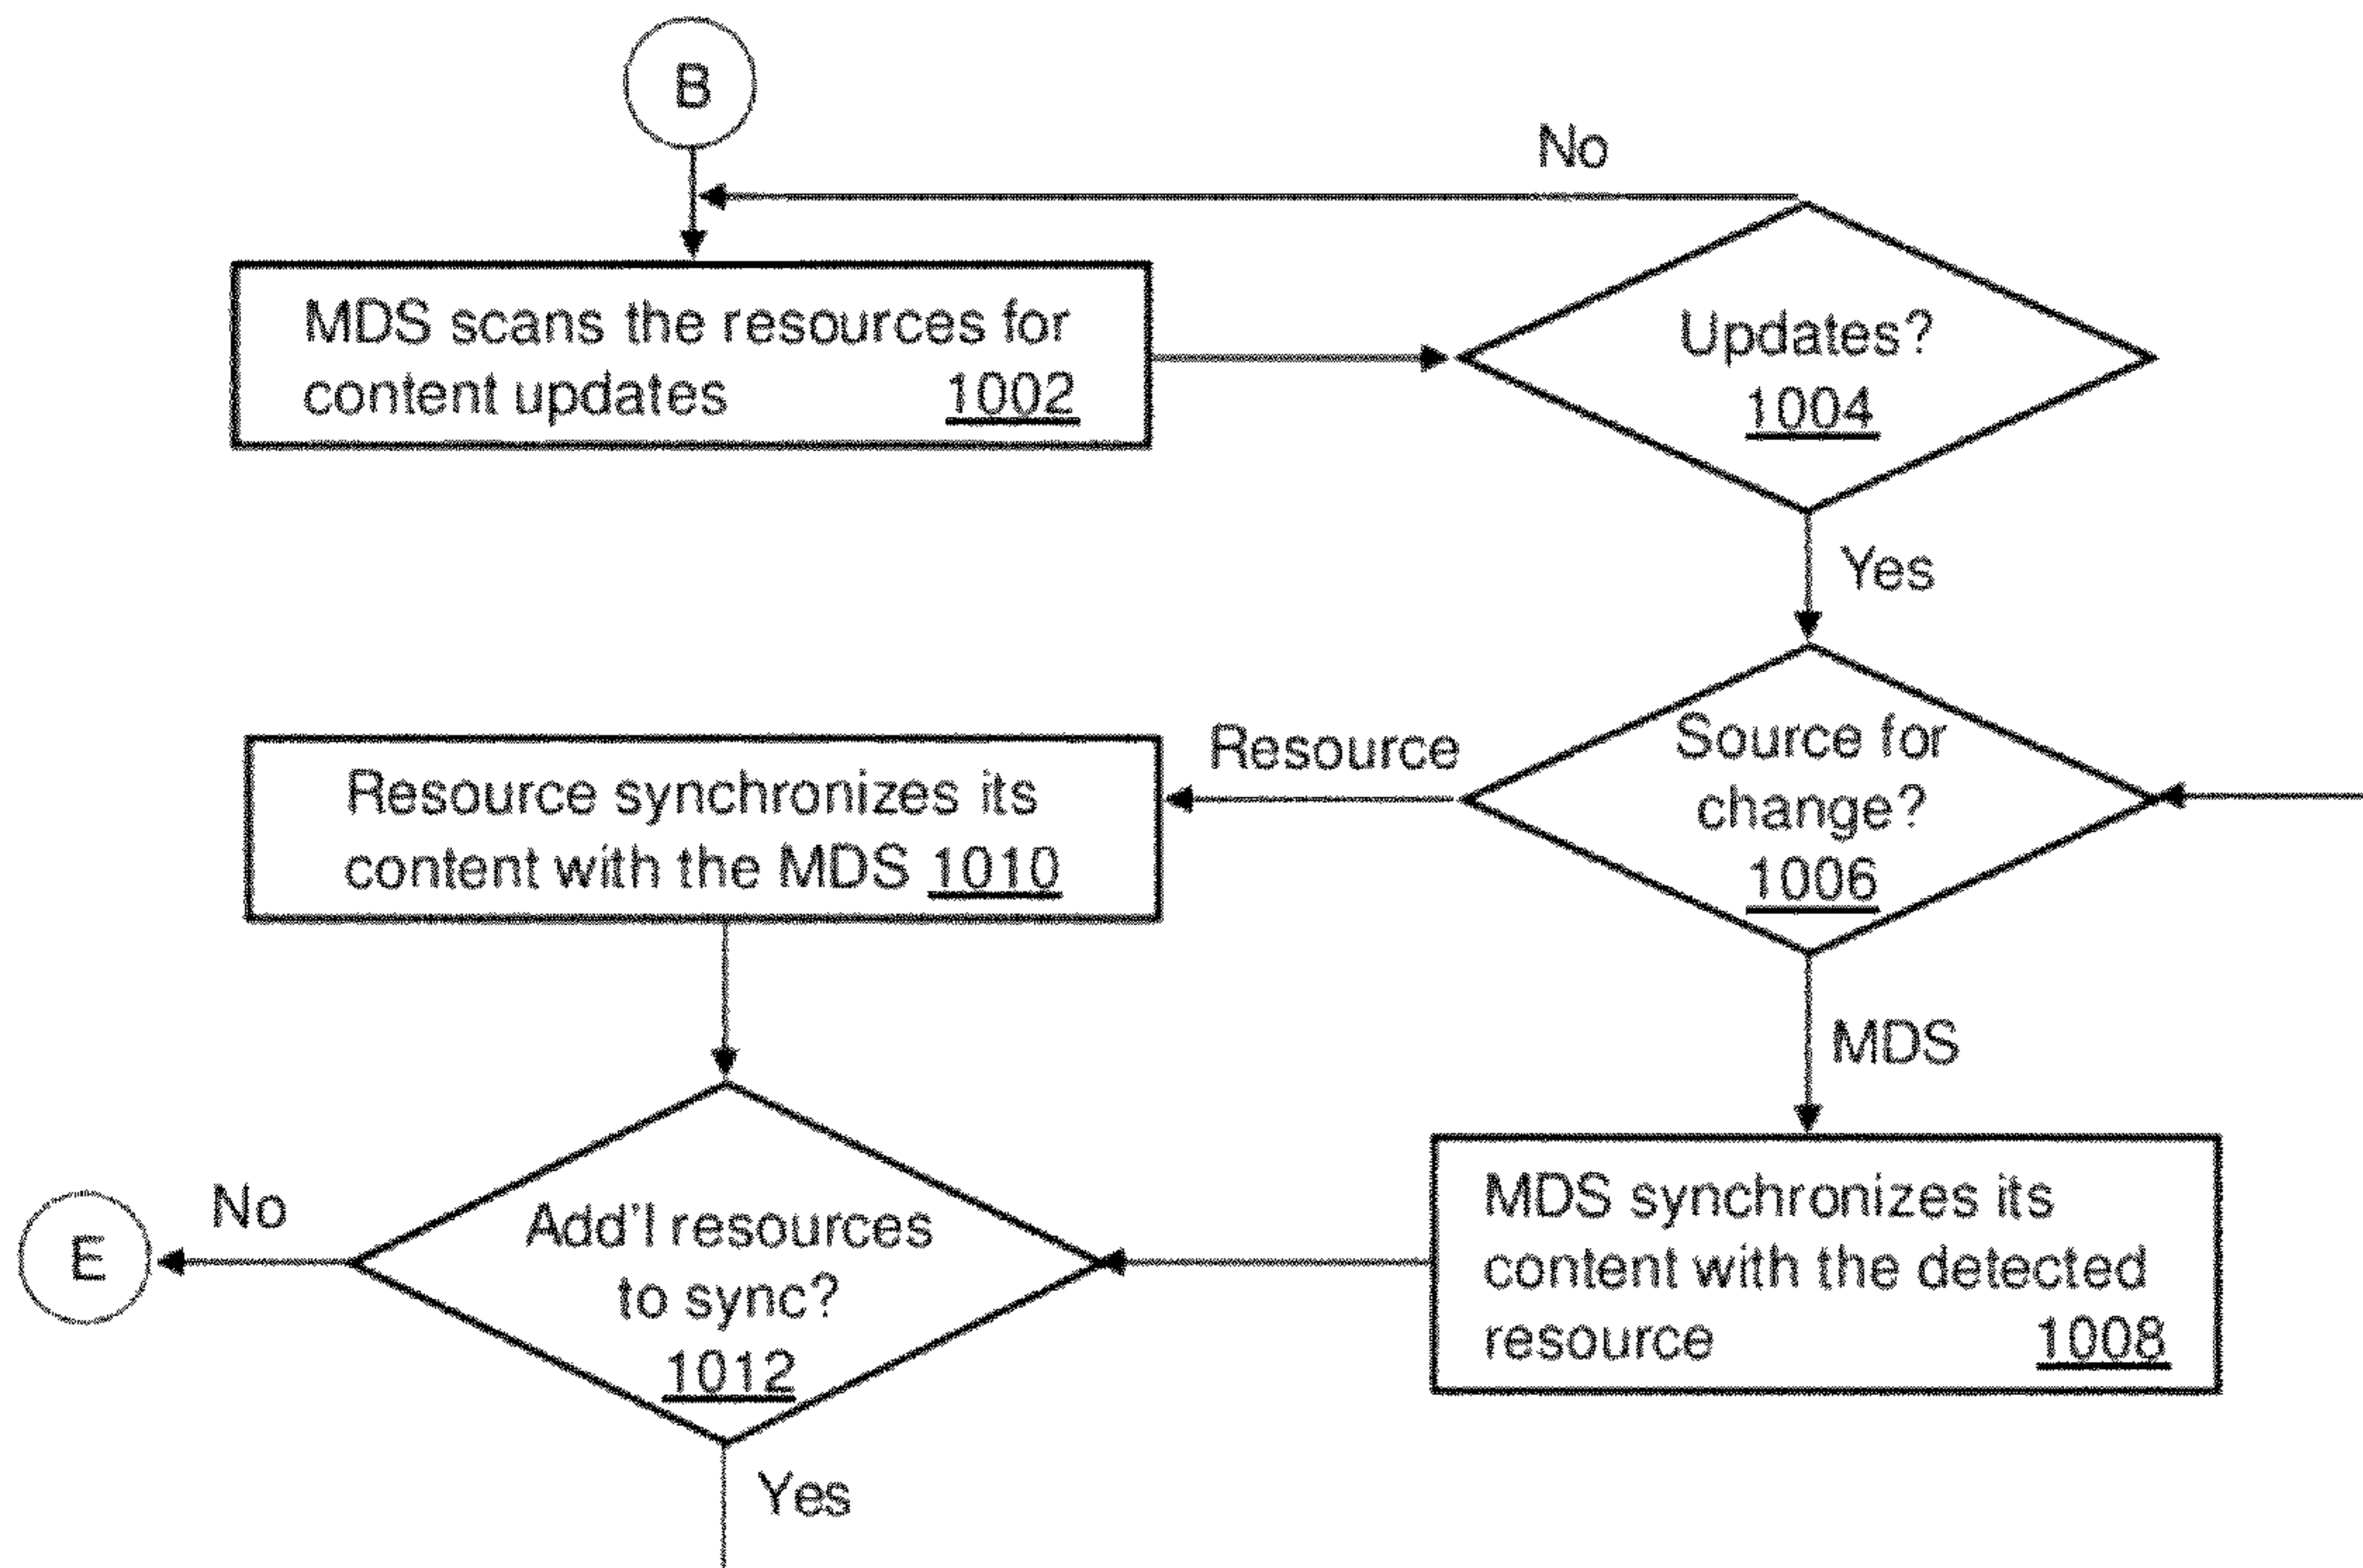 B
No
MDS scans the resources for
content updates 1002
Updates?
1004
Yes
Source for
change?
1006
Resource
Resource synchronizes its
content with the MDS 1010
MDS
MDS synchronizes its
content with the detected
resource 1008
Add'l resources
to sync?
1012
No
E
Yes